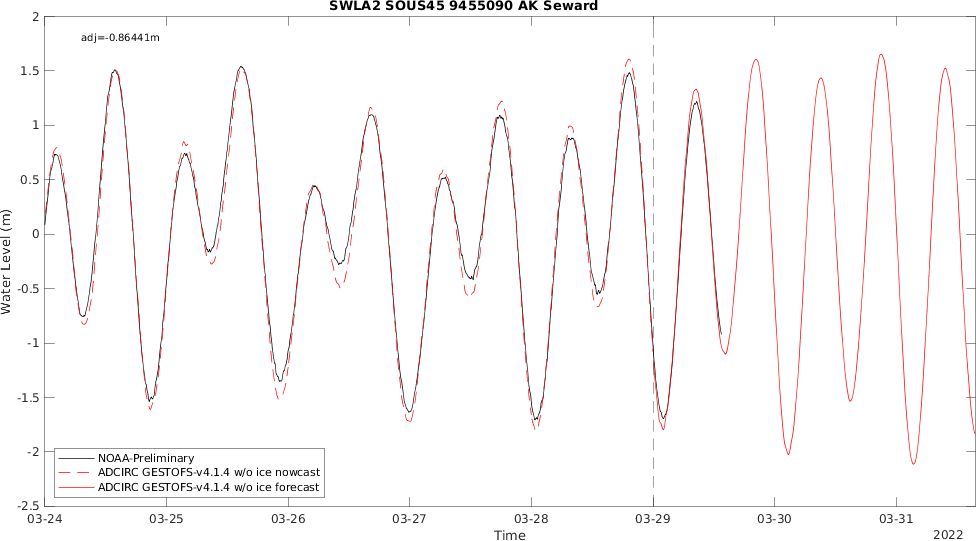 SWLA2 SOUS45 9455090 AK Seward
adj=-0.86441m
2
1.5
1
0.5
0
-0.5
-1
-1.5
-2
-2.5
Water Level (m)
NOAA-Preliminary
ADCIRC GESTOFS-v4.1.4 w/o ice nowcast
ADCIRC GESTOFS-v4.1.4 w/o ice forecast
03-24 03-25 03-26 03-27 03-28 03-29 03-30 03-31
Time
2022